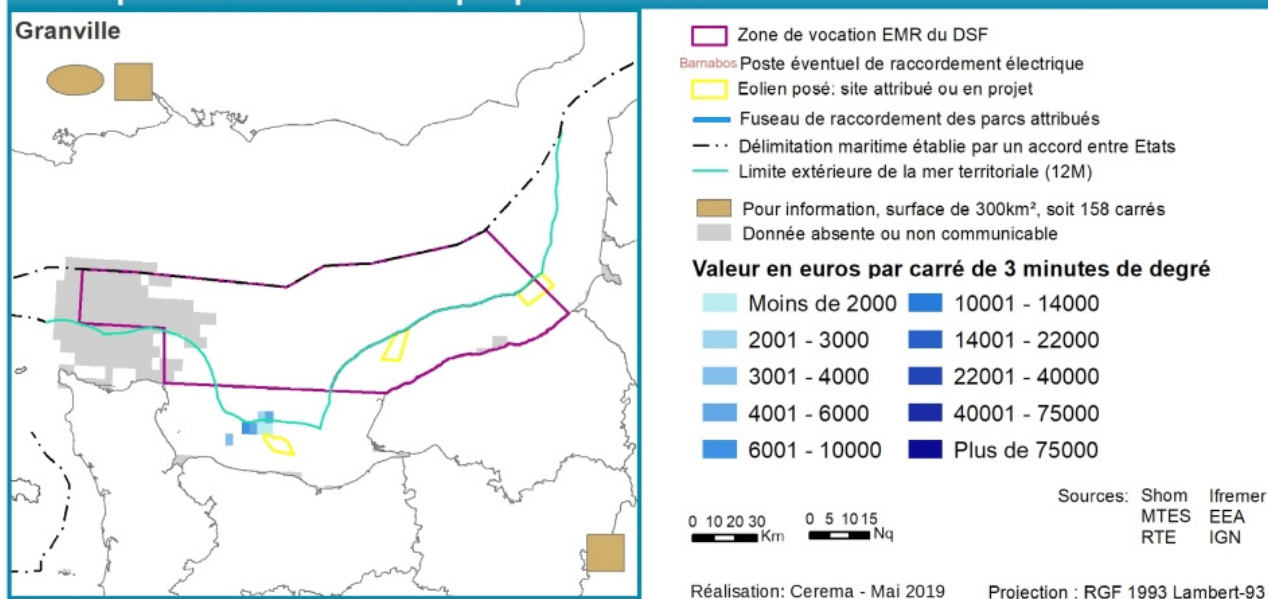 Granville
Zone de vocation EMR du DSF
Barnabos Poste éventuel de raccordement électrique
Eolien posé: site attribué ou en projet
Fuseau de raccordement des parcs attribués
Délimitation maritime établie par un accord entre Etats
Limite extérieure de la mer territoriale (12M)
Pour information, surface de 300km², soit 158 carrés
Donnée absente ou non communicable
Valeur en euros par carré de 3 minutes de degré
Moins de 2000 10001 - 14000
2001 - 3000 14001 - 22000
3001 - 4000 22001 - 40000
4001 - 6000 40001 - 75000
6001 - 10000 Plus de 75000
Sources: Shom Ifremer
MTES EEA
RTE IGN
0 10 20 30 Km 0 5 10 15 Nq
Réalisation: Cerema - Mai 2019 Projection : RGF 1993 Lambert-93